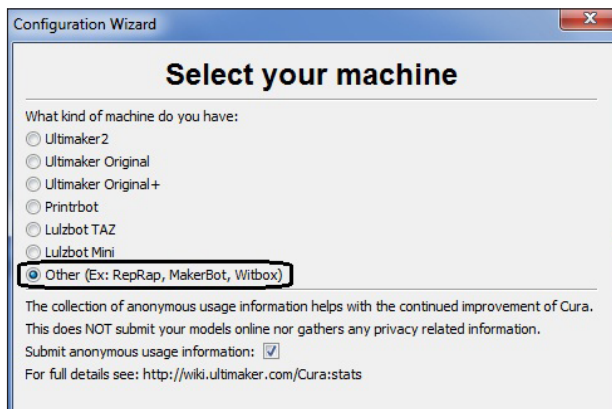 Configuration Wizard
Select your machine
What kind of machine do you have:
Ultimaker2
Ultimaker Original
Ultimaker Original+
Printrbot
Lulzbot TAZ
Lulzbot Mini
Other (Ex: RepRap, MakerBot, Witbox)
The collection of anonymous usage information helps with the continued improvement of Cura.
This does NOT submit your models online nor gathers any privacy related information.
Submit anonymous usage information:
For full details see: http://wiki.ultimaker.com/Cura:stats